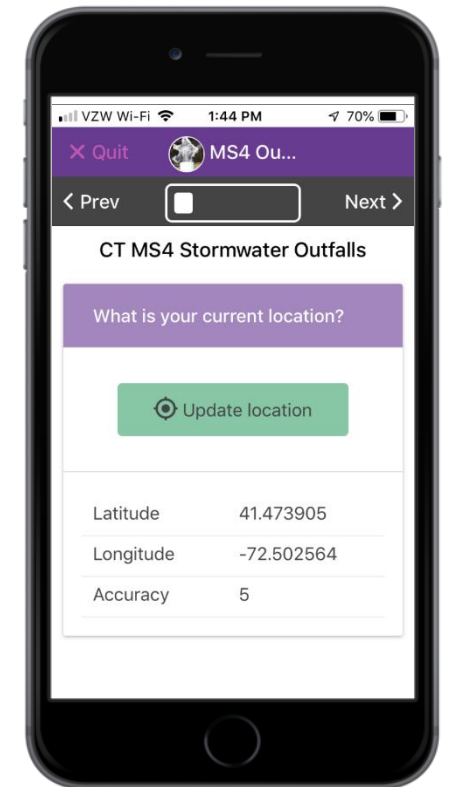 VZW Wi-Fi 1:44 PM 70%
Quit MS4 Ou...
Prev Next
CT MS4 Stormwater Outfalls
What is your current location?
Update location
Latitude 41.473905
Longitude -72.502564
Accuracy 5